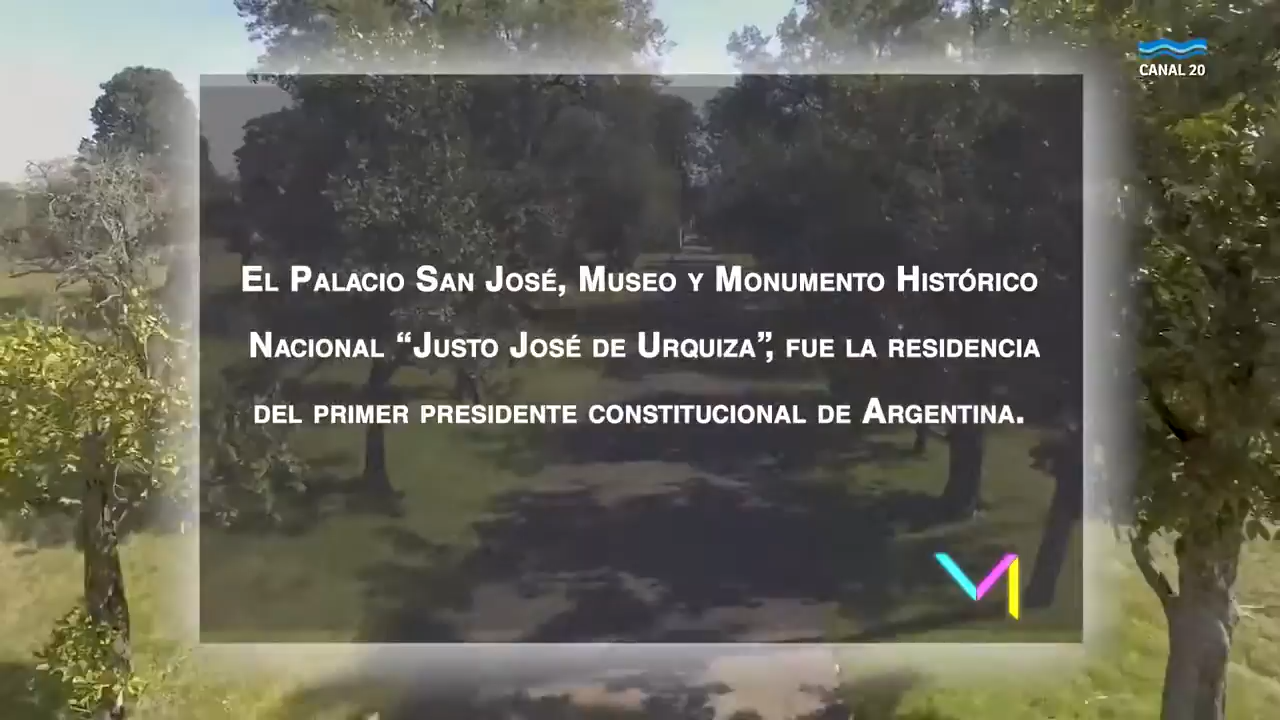 CANAL 20
El Palacio San José, Museo y Monumento Histórico
Nacional “Justo José de Urquiza”, fue la residencia
del primer presidente constitucional de Argentina.